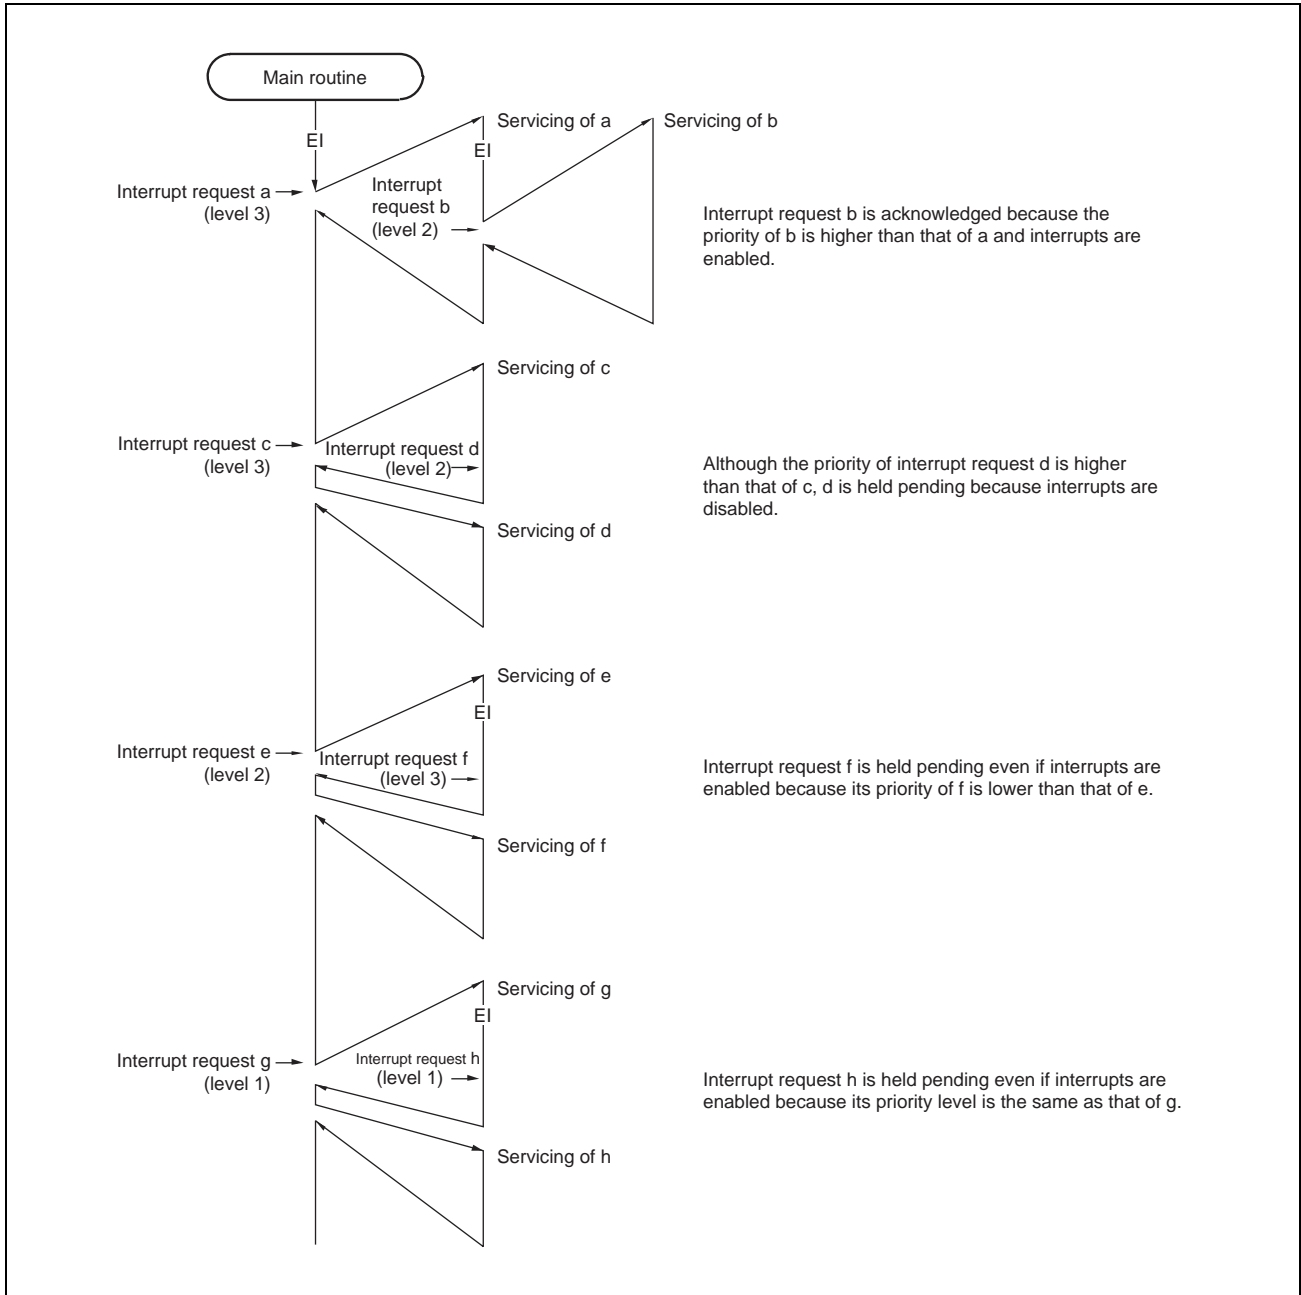 Main routine
EI
Servicing of a
Servicing of b
EI
Interrupt request a
(level 3)
Interrupt
request b
(level 2)
Interrupt request b is acknowledged because the
priority of b is higher than that of a and interrupts are
enabled.
Servicing of c
Interrupt request c
(level 3)
Interrupt request d
(level 2)
Although the priority of interrupt request d is higher
than that of c, d is held pending because interrupts are
disabled.
Servicing of d
Servicing of e
EI
Interrupt request e
(level 2)
Interrupt request f
(level 3)
Interrupt request f is held pending even if interrupts are
enabled because its priority of f is lower than that of e.
Servicing of f
Servicing of g
EI
Interrupt request g
(level 1)
Interrupt request h
(level 1)
Interrupt request h is held pending even if interrupts are
enabled because its priority level is the same as that of g.
Servicing of h